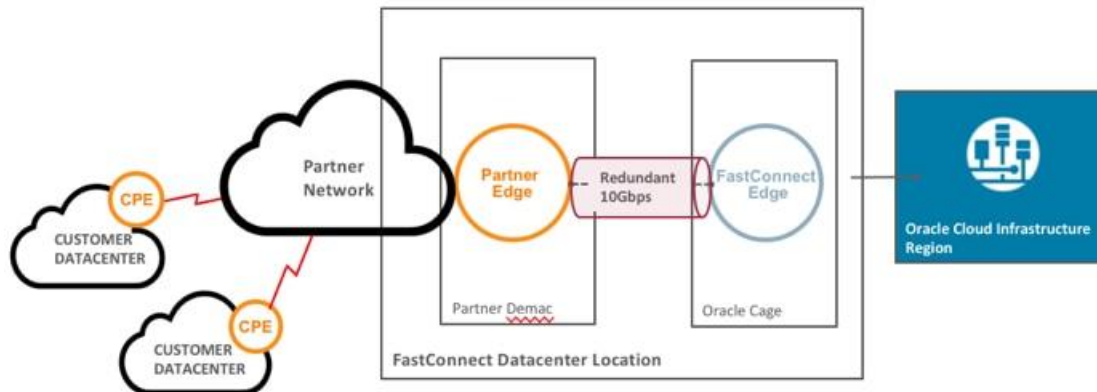 CPE
CUSTOMER
DATACENTER
CPE
CUSTOMER
DATACENTER
Partner
Network
Partner
Edge
Redundant
10Gbps
FastConnect
Edge
Partner Demac
Oracle Cage
FastConnect Datacenter Location
Oracle Cloud Infrastructure
Region